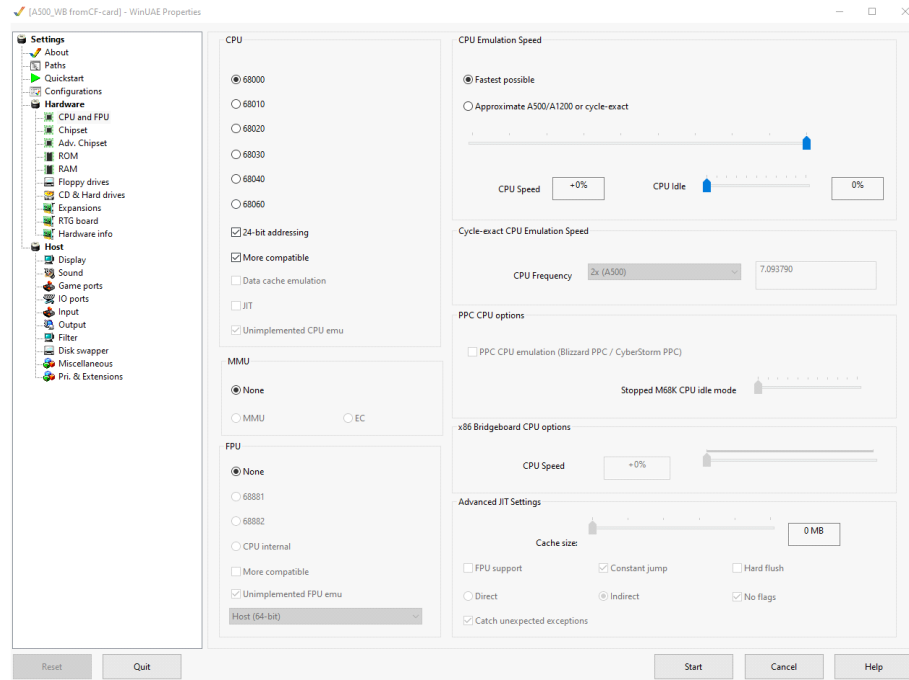 [A500_WB fromCF-card] - WinUAE Properties
Settings
About
Paths
Quickstart
Configurations
Hardware
CPU and FPU
Chipset
Adv. Chipset
ROM
RAM
Floppy drives
CD & Hard drives
Expansions
RTG board
Hardware info
Host
Display
Sound
Game ports
IO ports
Input
Output
Filter
Disk swapper
Miscellaneous
Pri. & Extensions
CPU
68000
68010
68020
68030
68040
68060
24-bit addressing
More compatible
Data cache emulation
JIT
Unimplemented CPU emu
MMU
None
MMU EC
FPU
None
68881
68882
CPU internal
More compatible
Unimplemented FPU emu
Host (64-bit)
CPU Emulation Speed
Fastest possible
Approximate A500/A1200 or cycle-exact
CPU Speed +0% CPU Idle 0%
Cycle-exact CPU Emulation Speed
CPU Frequency 2x (A500) 7.093790
PPC CPU options
PPC CPU emulation (Blizzard PPC / CyberStorm PPC)
Stopped M68K CPU idle mode
x86 Bridgeboard CPU options
CPU Speed +0%
Advanced JIT Settings
Cache size: 0 MB
FPU support Constant jump Hard flush
Direct Indirect No flags
Catch unexpected exceptions
Reset Quit Start Cancel Help